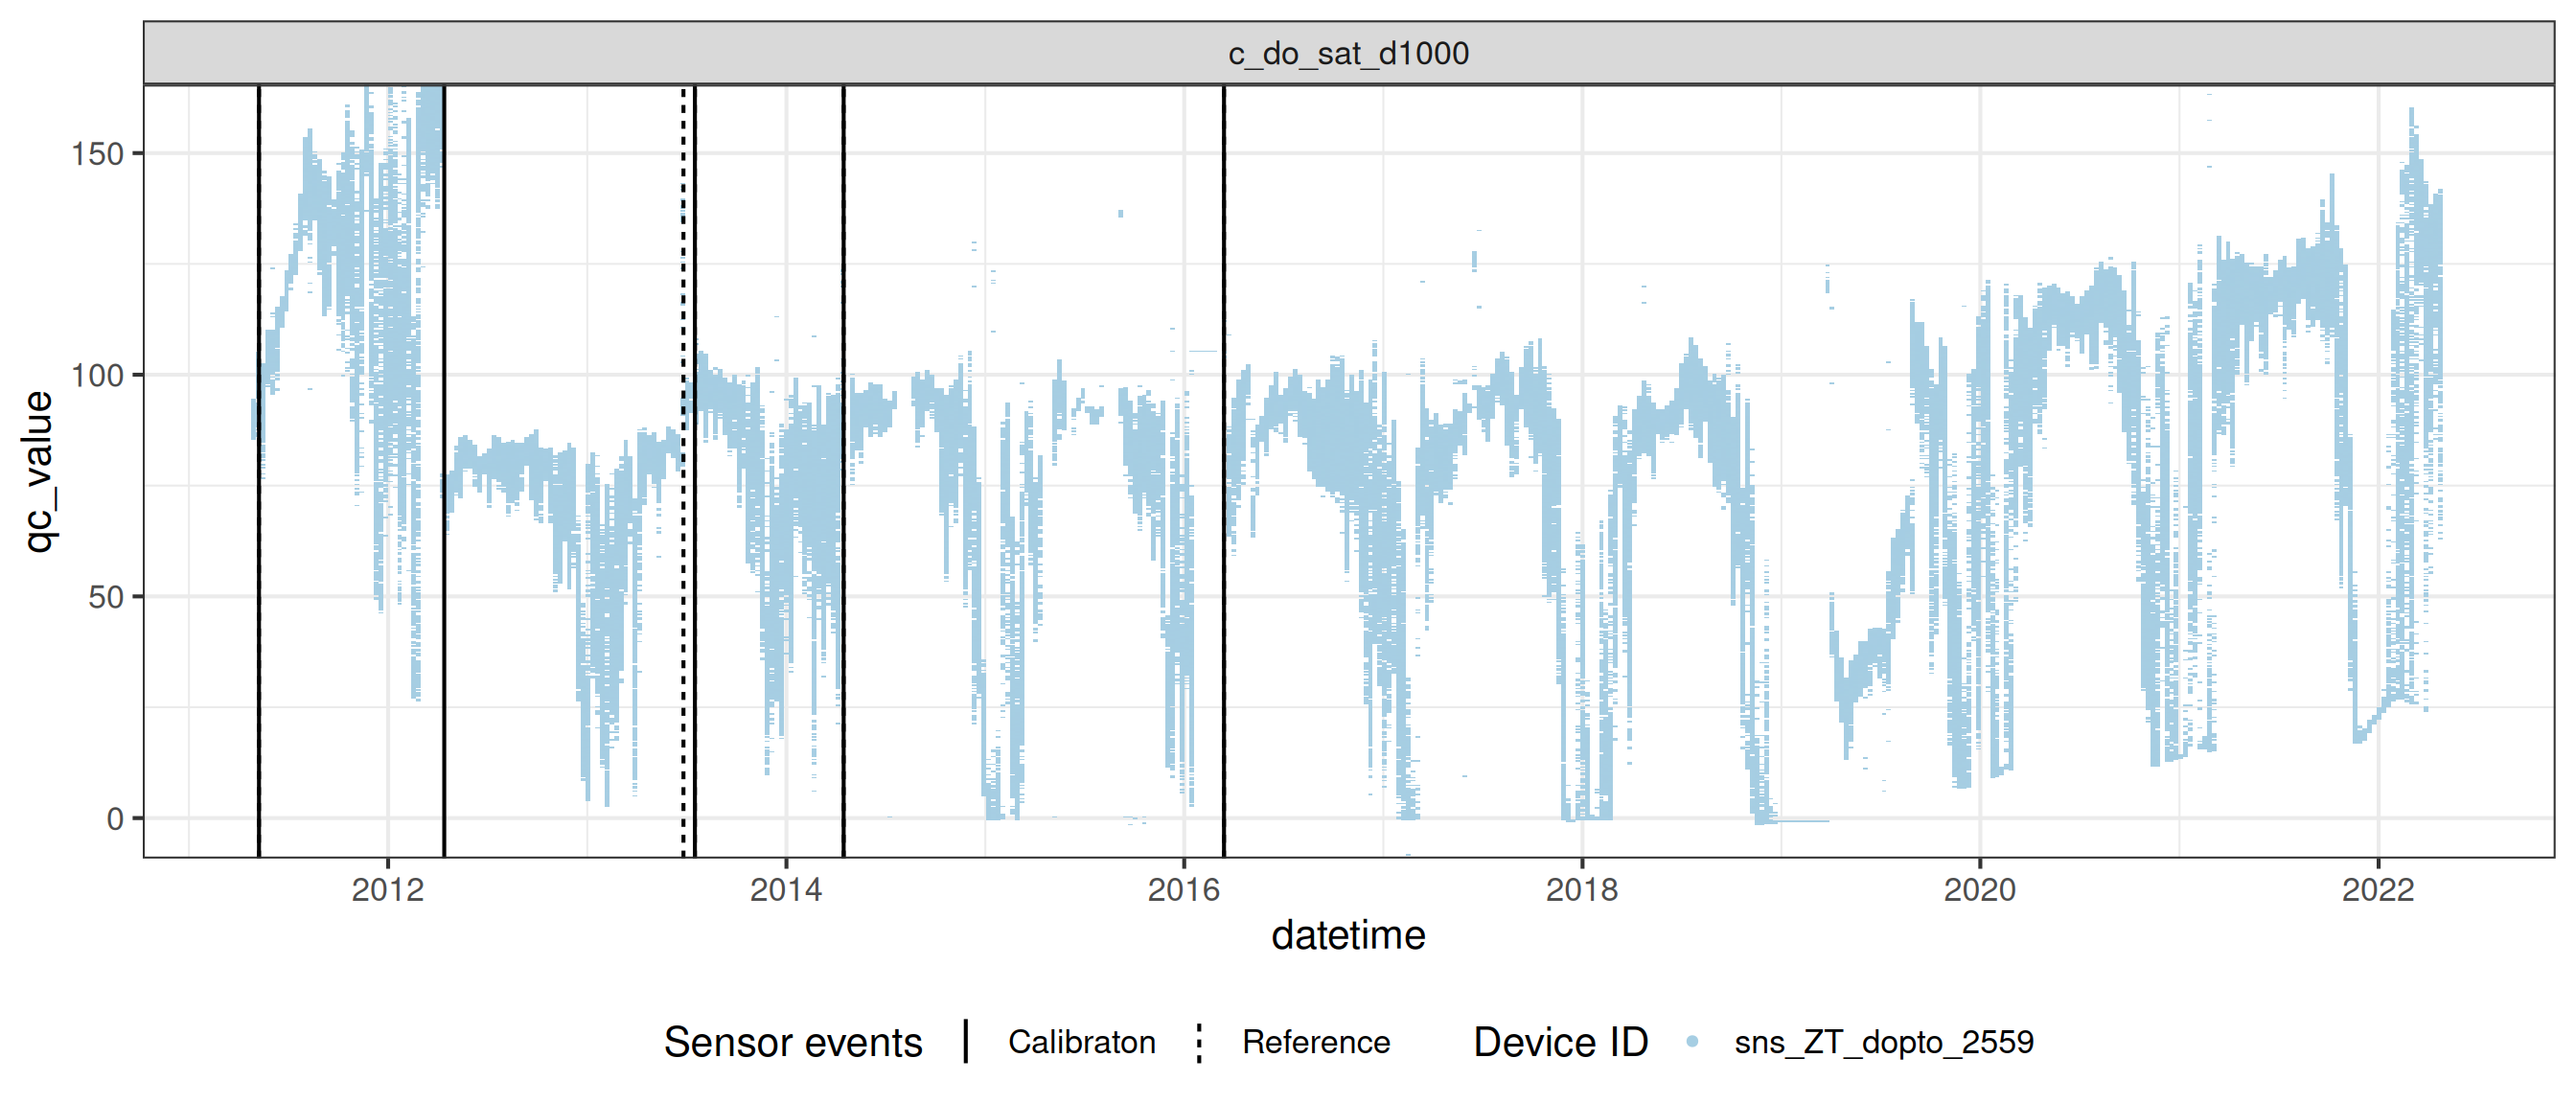 c_do_sat_d1000
150
100
50
0
qc_value
2012 2014 2016 2018 2020 2022
datetime
Sensor events Calibraton Reference Device ID sns_ZT_dopto_2559